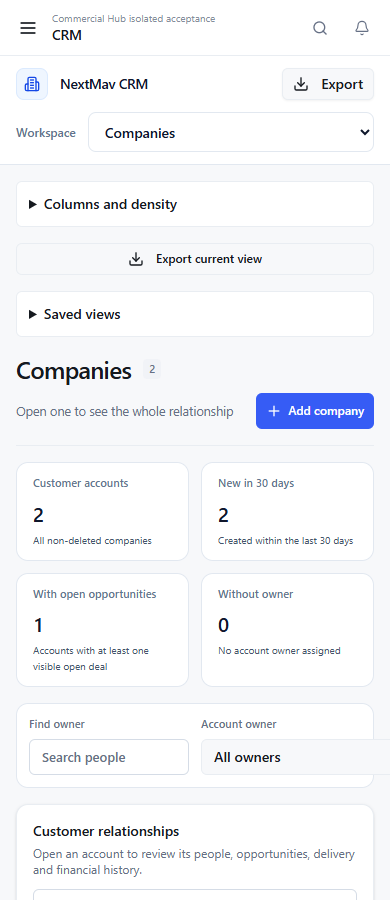 Commercial Hub isolated acceptance
CRM
NextMav CRM
Export
Workspace
Companies
Columns and density
Export current view
Saved views
Companies
2
Open one to see the whole relationship
Add company
Customer accounts
2
All non-deleted companies
New in 30 days
2
Created within the last 30 days
With open opportunities
1
Accounts with at least one
visible open deal
Without owner
0
No account owner assigned
Find owner
Search people
Account owner
All owners
Customer relationships
Open an account to review its people, opportunities, delivery
and financial history.